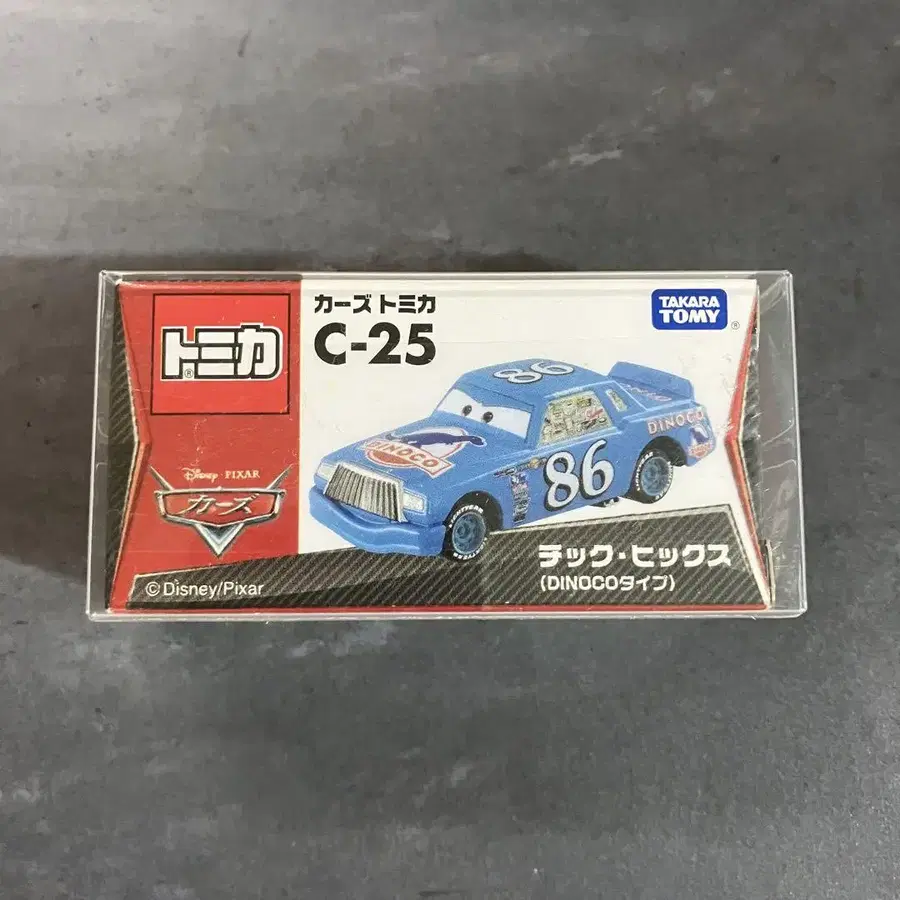 カーズ トミカ
C-25
トミカ
®
TAKARA
TOMY
®
86
DINOCO
DINOCO
86
LIGHTYEAR
LIGHTYEAR
Disney · PIXAR
カーズ
チック・ヒックス
(DINOCOタイプ)
©Disney/Pixar